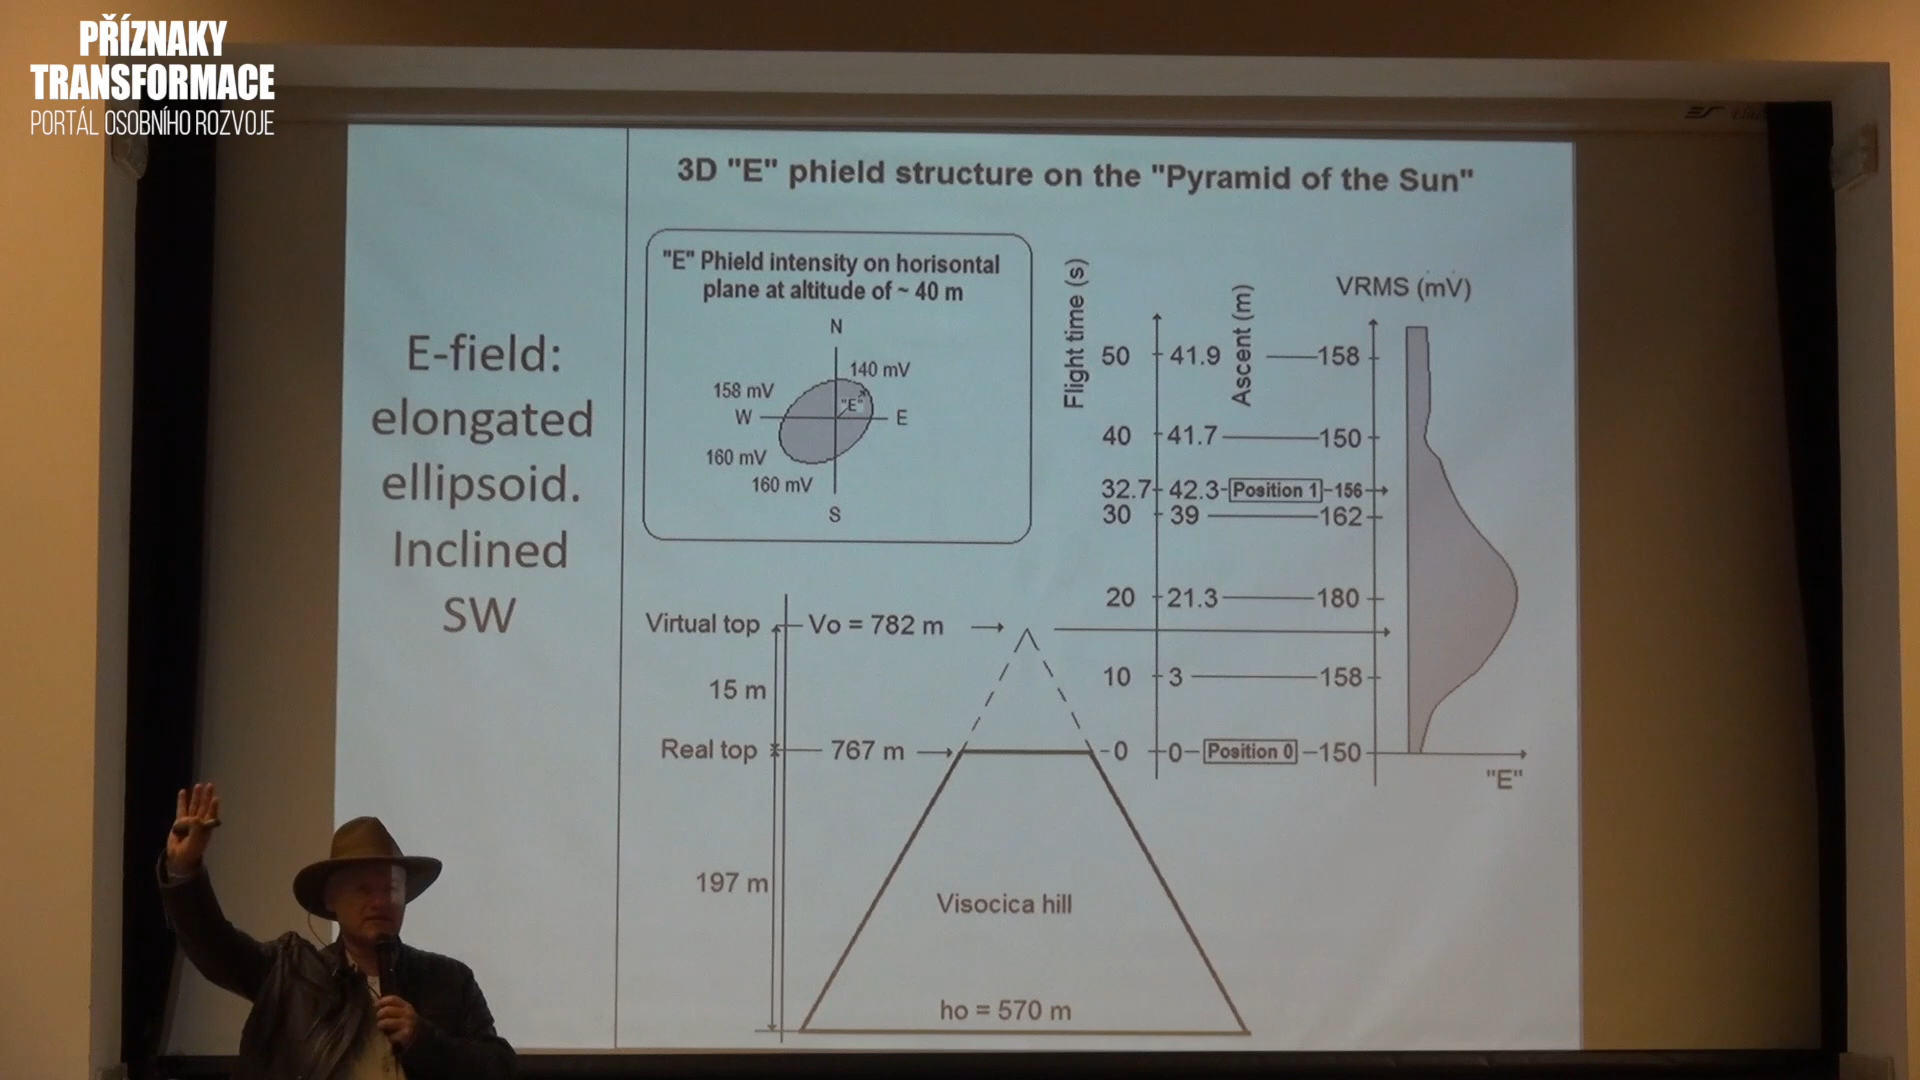 PŘÍZNAKY
TRANSFORMACE
PORTÁL OSOBNÍHO ROZVOJE
E-field:
elongated
ellipsoid.
Inclined
SW
3D "E" phield structure on the "Pyramid of the Sun"
"E" Phield intensity on horisontal
plane at altitude of ~ 40 m
N
140 mV
158 mV
"E"
W
E
160 mV
160 mV
S
Flight time (s)
Ascent (m)
VRMS (mV)
50 41.9 158
40 41.7 150
32.7 42.3 Position 1 156
30 39 162
20 21.3 180
10 3 158
0 0 Position 0 150
"E"
Virtual top Vo = 782 m
15 m
Real top 767 m
197 m
Visocica hill
ho = 570 m